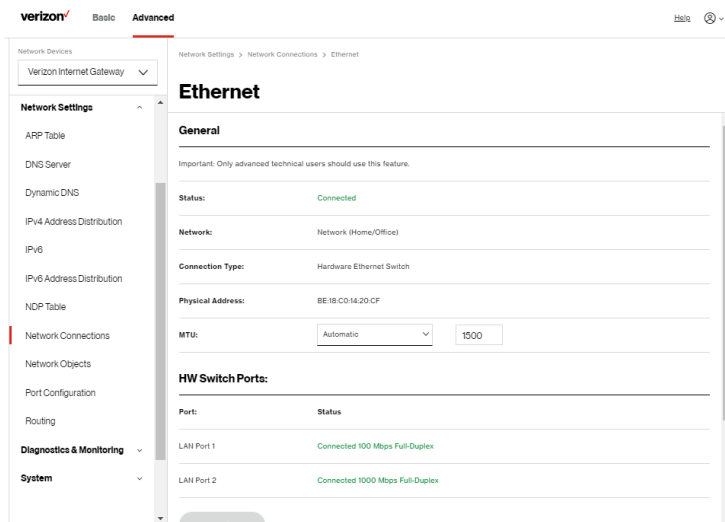 verizon✓ Basic Advanced Help
Network Devices
Verizon Internet Gateway
Network Settings
ARP Table
DNS Server
Dynamic DNS
IPv4 Address Distribution
IPv6
IPv6 Address Distribution
NDP Table
Network Connections
Network Objects
Port Configuration
Routing
Diagnostics & Monitoring
System
Network Settings > Network Connections > Ethernet
Ethernet
General
Important: Only advanced technical users should use this feature.
Status: Connected
Network: Network (Home/Office)
Connection Type: Hardware Ethernet Switch
Physical Address: BE:18:C0:14:20:CF
MTU: Automatic 1500
HW Switch Ports:
Port: Status
LAN Port 1 Connected 100 Mbps Full-Duplex
LAN Port 2 Connected 1000 Mbps Full-Duplex